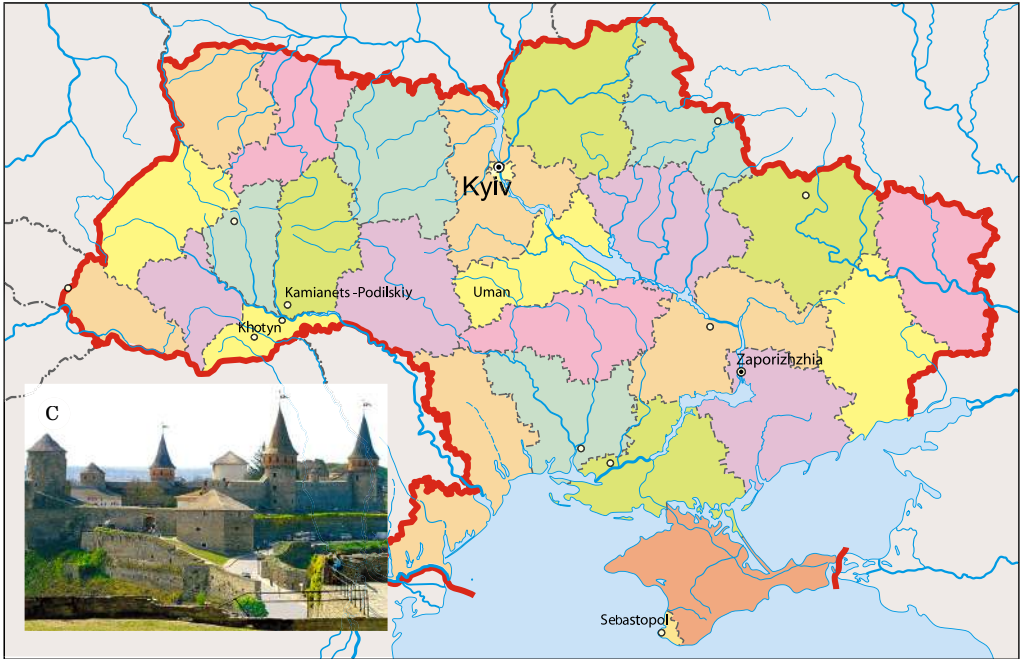 Kyiv
Kamianets -Podilskiy
Uman
Khotyn
Zaporizhzhia
C
Sebastopol